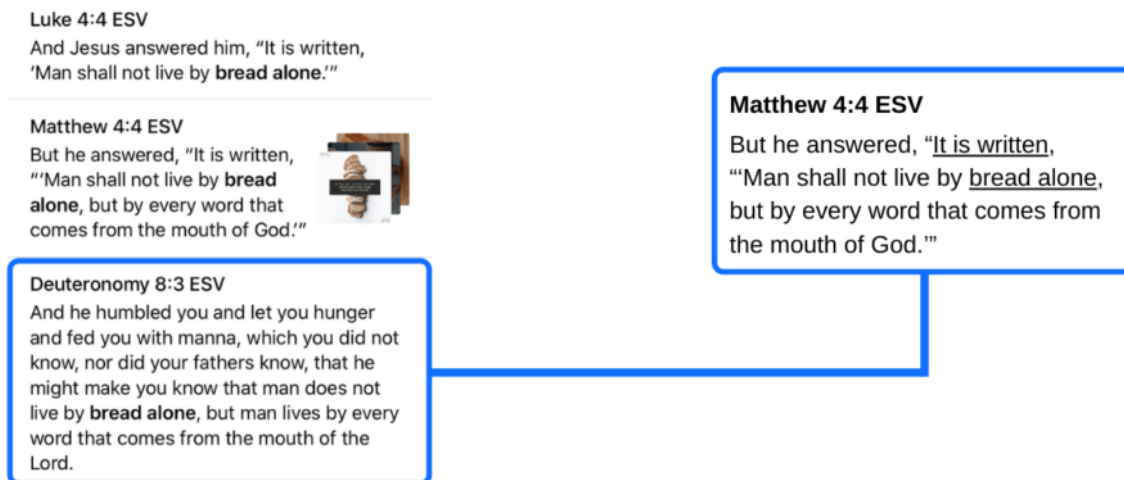 Luke 4:4 ESV
And Jesus answered him, “It is written,
‘Man shall not live by bread alone.’”
Matthew 4:4 ESV
But he answered, “It is written,
“‘Man shall not live by bread
alone, but by every word that
comes from the mouth of God.’”
Deuteronomy 8:3 ESV
And he humbled you and let you hunger
and fed you with manna, which you did not
know, nor did your fathers know, that he
might make you know that man does not
live by bread alone, but man lives by every
word that comes from the mouth of the
Lord.
Matthew 4:4 ESV
But he answered, “It is written,
“‘Man shall not live by bread alone,
but by every word that comes from
the mouth of God.’”